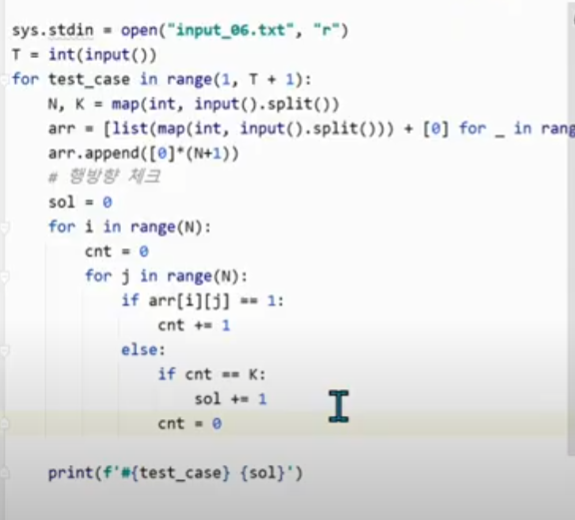 sys.stdin = open("input_06.txt", "r")
T = int(input())
for test_case in range(1, T + 1):
    N, K = map(int, input().split())
    arr = [list(map(int, input().split())) + [0] for _ in rang
    arr.append([0]*(N+1))
    # 행방향 체크
    sol = 0
    for i in range(N):
        cnt = 0
        for j in range(N):
            if arr[i][j] == 1:
                cnt += 1
            else:
                if cnt == K:
                    sol += 1
                cnt = 0
    print(f'#{test_case} {sol}')